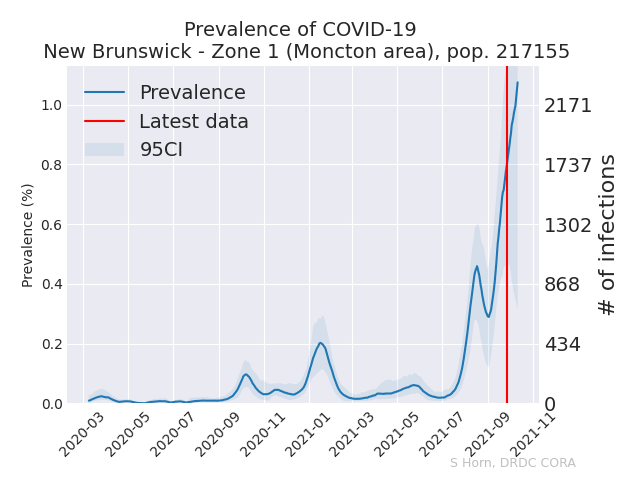 Prevalence of COVID-19
New Brunswick - Zone 1 (Moncton area), pop. 217155
Prevalence
Latest data
95CI
Prevalence (%)
1.0
0.8
0.6
0.4
0.2
0.0
2171
1737
1302
868
434
0
# of infections
2020-03
2020-05
2020-07
2020-09
2020-11
2021-01
2021-03
2021-05
2021-07
2021-09
2021-11
S Horn, DRDC CORA